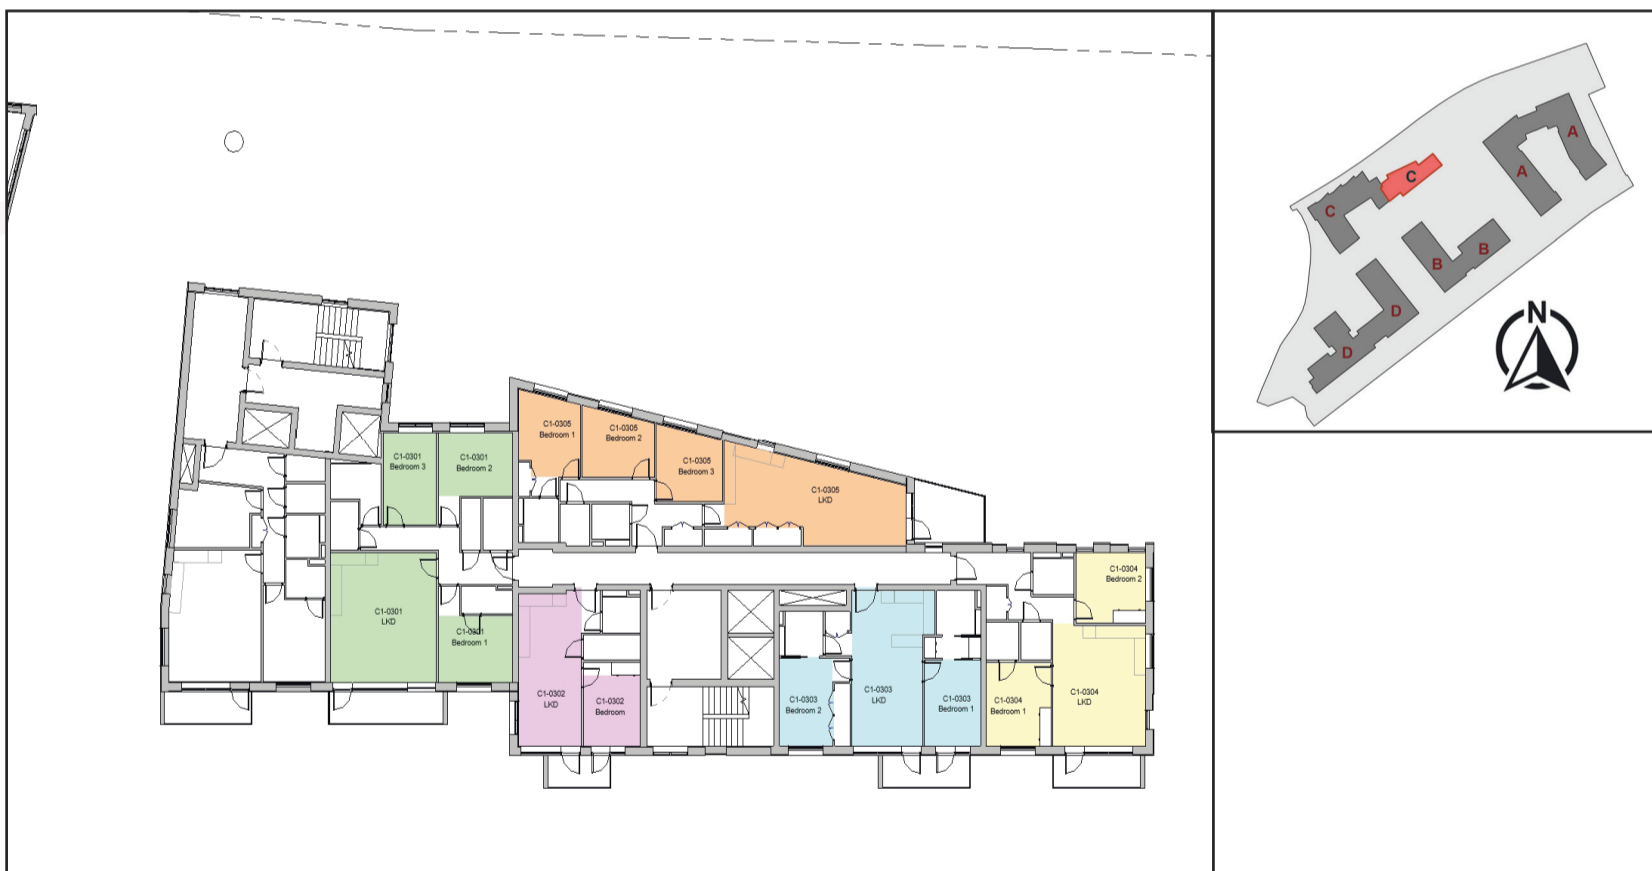 C1-0305
Bedroom 1
C1-0305
Bedroom 2
C1-0305
Bedroom 3
C1-0305
LKD
C1-0301
Bedroom 3
C1-0301
Bedroom 2
C1-0301
LKD
C1-0301
Bedroom 1
C1-0302
LKD
C1-0302
Bedroom
C1-0303
Bedroom 2
C1-0303
LKD
C1-0303
Bedroom 1
C1-0304
Bedroom 1
C1-0304
LKD
C1-0304
Bedroom 2
A
A
C
C
B
B
D
D
N